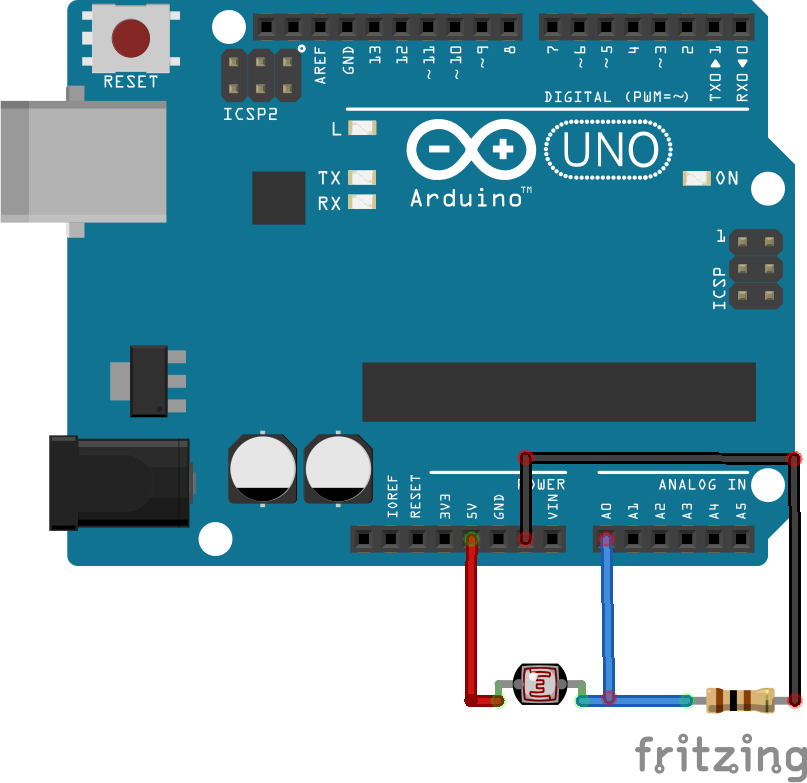 RESET
ICSP2
AREF
GND
13
12
~11
~10
~9
8
7
~6
~5
4
~3
2
TX0▶1
RX0◀0
DIGITAL (PWM=~)
L
TX
RX
Arduino™
UNO
ON
1
ICSP
IOREF
RESET
3V3
5V
GND
VIN
POWER
ANALOG IN
A0
A1
A2
A3
A4
A5
fritzing